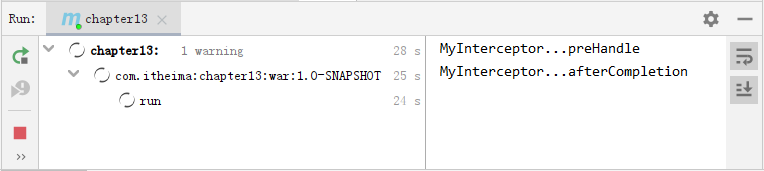 Run: chapter13
chapter13: 1 warning 28 s
com.itheima:chapter13:war:1.0-SNAPSHOT 25 s
run 24 s
MyInterceptor...preHandle
MyInterceptor...afterCompletion